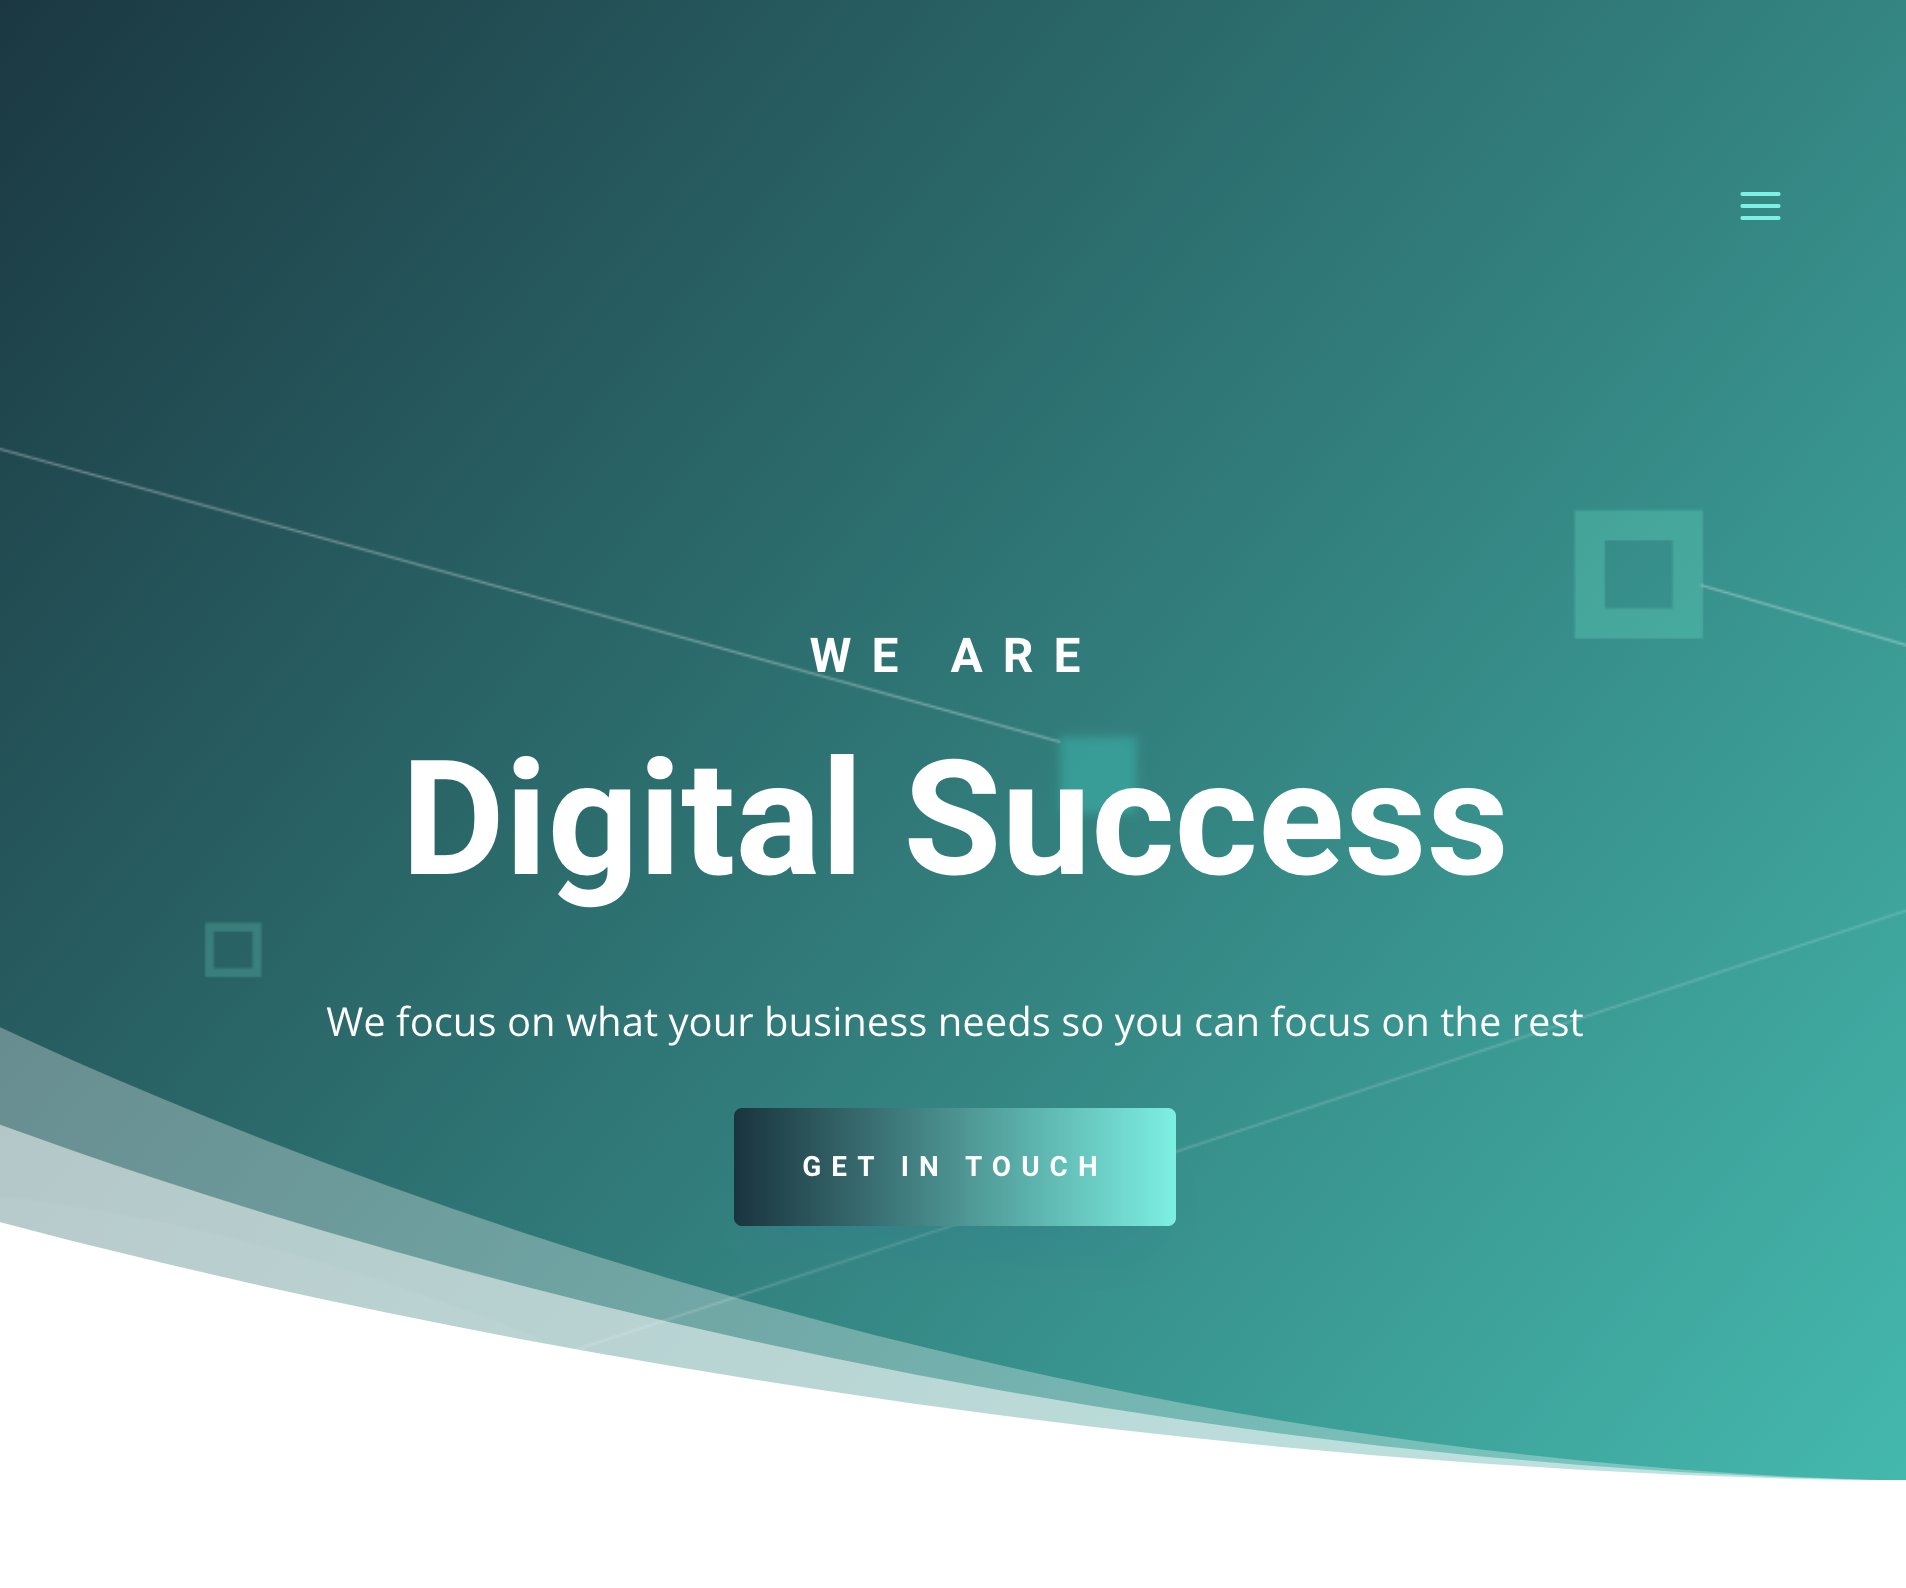 WE ARE
Digital Success
We focus on what your business needs so you can focus on the rest
GET IN TOUCH